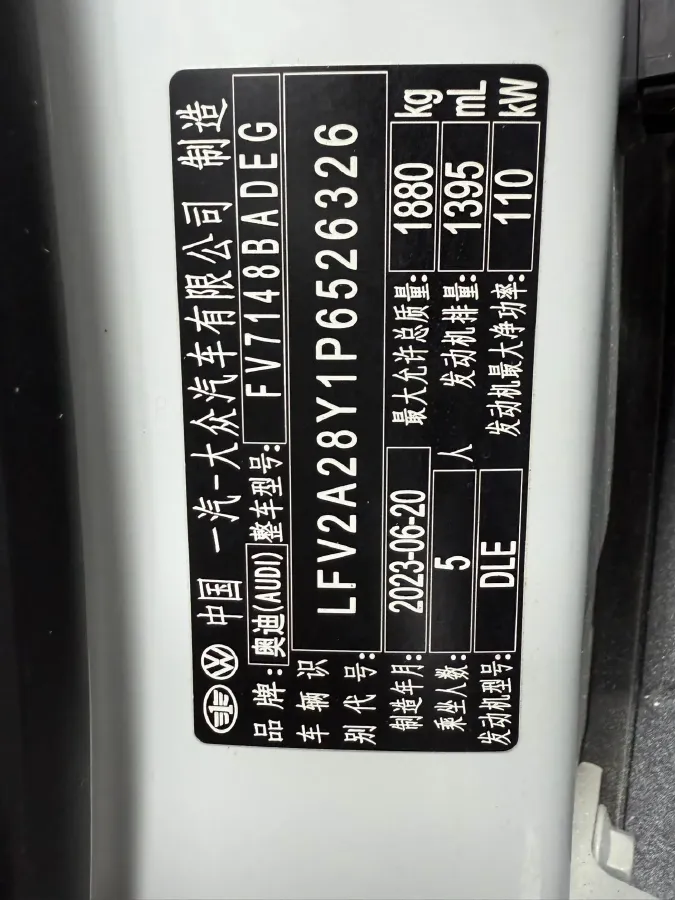 中国 一汽-大众汽车有限公司 制造
品牌:奥迪(AUDI) 整车型号: FV7148BADEG
车辆识别代号: LFV2A28Y1P6526326
制造年月: 2023-06-20 最大允许总质量: 1880 kg
乘坐人数: 5 人 发动机排量: 1395 mL
发动机型号: DLE 发动机最大净功率: 110 kW